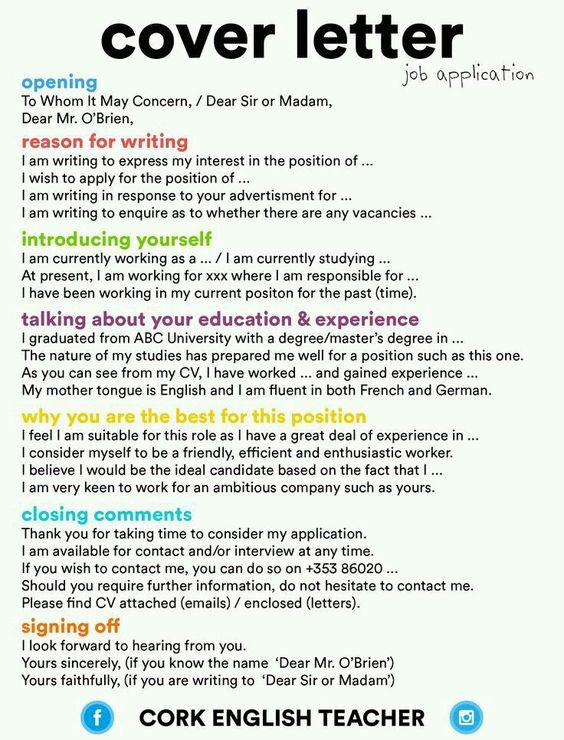 cover letter
job application
opening
To Whom It May Concern, / Dear Sir or Madam,
Dear Mr. O'Brien,
reason for writing
I am writing to express my interest in the position of ...
I wish to apply for the position of ...
I am writing in response to your advertisment for ...
I am writing to enquire as to whether there are any vacancies ...
introducing yourself
I am currently working as a ... / I am currently studying ...
At present, I am working for xxx where I am responsible for ...
I have been working in my current positon for the past (time).
talking about your education & experience
I graduated from ABC University with a degree/master's degree in ...
The nature of my studies has prepared me well for a position such as this one.
As you can see from my CV, I have worked ... and gained experience ...
My mother tongue is English and I am fluent in both French and German.
why you are the best for this position
I feel I am suitable for this role as I have a great deal of experience in ...
I consider myself to be a friendly, efficient and enthusiastic worker.
I believe I would be the ideal candidate based on the fact that I ...
I am very keen to work for an ambitious company such as yours.
closing comments
Thank you for taking time to consider my application.
I am available for contact and/or interview at any time.
If you wish to contact me, you can do so on +353 86020 ...
Should you require further information, do not hesitate to contact me.
Please find CV attached (emails) / enclosed (letters).
signing off
I look forward to hearing from you.
Yours sincerely, (if you know the name 'Dear Mr. O'Brien')
Yours faithfully, (if you are writing to 'Dear Sir or Madam')
f CORK ENGLISH TEACHER